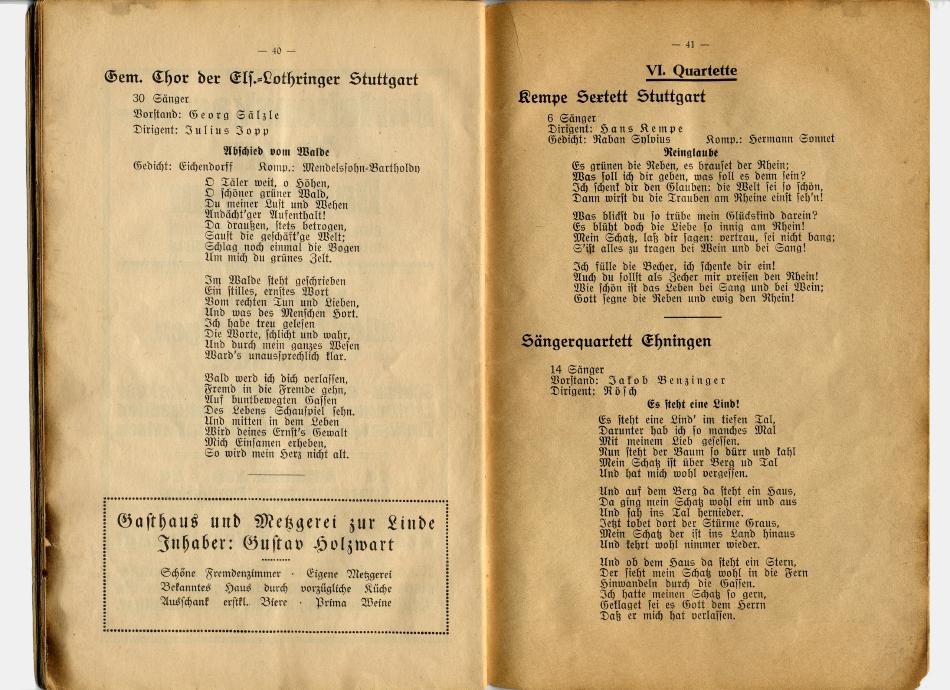 — 40 —
Gem. Chor der Els.-Lothringer Stuttgart
30 Sänger
Vorstand: Georg Sälzle
Dirigent: Julius Jopp
Abschied vom Walde
Gedicht: Eichendorff Komp.: Mendelsohn-Bartholdy
O Täler weit, o Höhen,
O schöner grüner Wald,
Du meiner Lust und Wehen
Andächt'ger Aufenthalt!
Da draußen, stets betrogen,
Saust die geschäft'ge Welt;
Schlag noch einmal die Bogen
Um mich du grünes Zelt.
Im Walde steht geschrieben
Ein stilles, ernstes Wort
Vom rechten Tun und Lieben,
Und was des Menschen Hort.
Ich habe treu gelesen
Die Worte, schlicht und wahr,
Und durch mein ganzes Wesen
Ward's unaussprechlich klar.
Bald werd ich dich verlassen,
Fremd in die Fremde gehn,
Auf buntbewegten Gassen
Des Lebens Schauspiel sehn.
Und mitten in dem Leben
Wird deines Ernst's Gewalt
Mich Einsamen erheben,
So wird mein Herz nicht alt.
Gasthaus und Metzgerei zur Linde
Inhaber: Gustav Holzwart
Schöne Fremdenzimmer · Eigene Metzgerei
Bekanntes Haus durch vorzügliche Küche
Ausschank erstkl. Biere · Prima Weine
— 41 —
VI. Quartette
Kempe Sextett Stuttgart
6 Sänger
Dirigent: Hans Kempe
Gedicht: Raban Sylvius Komp.: Hermann Sonnet
Reinglaube
Es grünen die Reben, es brauset der Rhein;
Was soll ich dir geben, was soll es denn sein?
Ich schenk dir den Glauben: die Welt sei so schön,
Dann wirst du die Trauben am Rheine einst seh'n!
Was blickst du so trübe mein Glückskind darein?
Es blüht doch die Liebe so innig am Rhein!
Mein Schatz, laß dir sagen: vertrau, sei nicht bang;
S'ist alles zu tragen bei Wein und bei Sang!
Ich fülle die Becher, ich schenke dir ein!
Auch du sollst als Zecher mir preisen den Rhein!
Wie schön ist das Leben bei Sang und bei Wein;
Gott segne die Reben und ewig den Rhein!
Sängerquartett Ehningen
14 Sänger
Vorstand: Jakob Benzinger
Dirigent: Rösch
Es steht eine Lind!
Es steht eine Lind' im tiefen Tal,
Darunter hab ich so manches Mal
Mit meinem Lieb gesessen.
Nun steht der Baum so dürr und kahl
Mein Schatz ist über Berg ud Tal
Und hat mich wohl vergessen.
Und auf dem Berg da steht ein Haus,
Da ging mein Schatz wohl ein und aus
Und sah ins Tal hernieder.
Jetzt tobet dort der Stürme Graus,
Mein Schatz der ist ins Land hinaus
Und kehrt wohl nimmer wieder.
Und ob dem Haus da steht ein Stern,
Der sieht mein Schatz wohl in die Fern
Hinwandeln durch die Gassen.
Ich hatte meinen Schatz so gern,
Geklaget sei es Gott dem Herrn
Daß er mich hat verlassen.